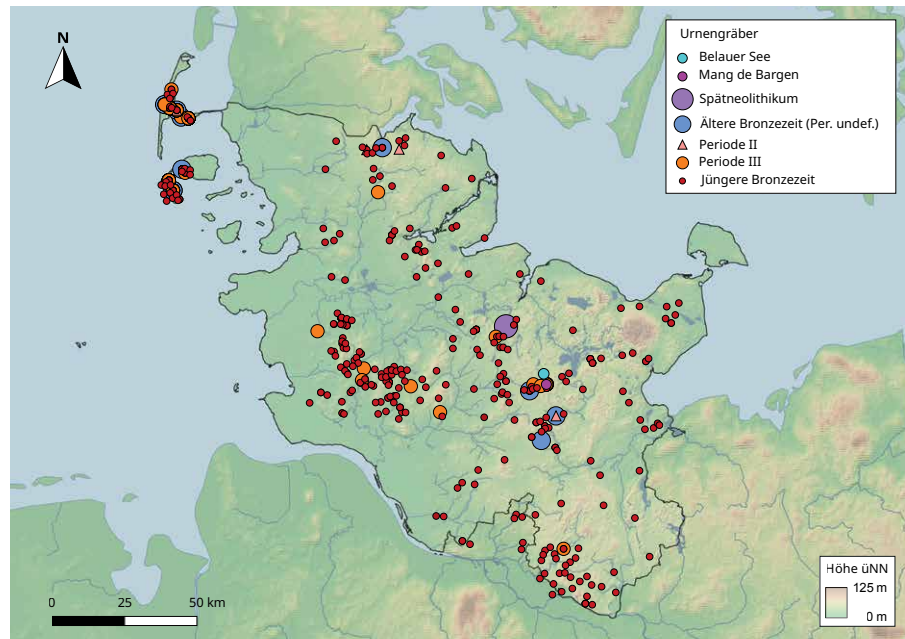 N
Urnengräber
Belauer See
Mang de Bargen
Spätneolithikum
Ältere Bronzezeit (Per. undef.)
Periode II
Periode III
Jüngere Bronzezeit
0 25 50 km
Höhe üNN
125 m
0 m